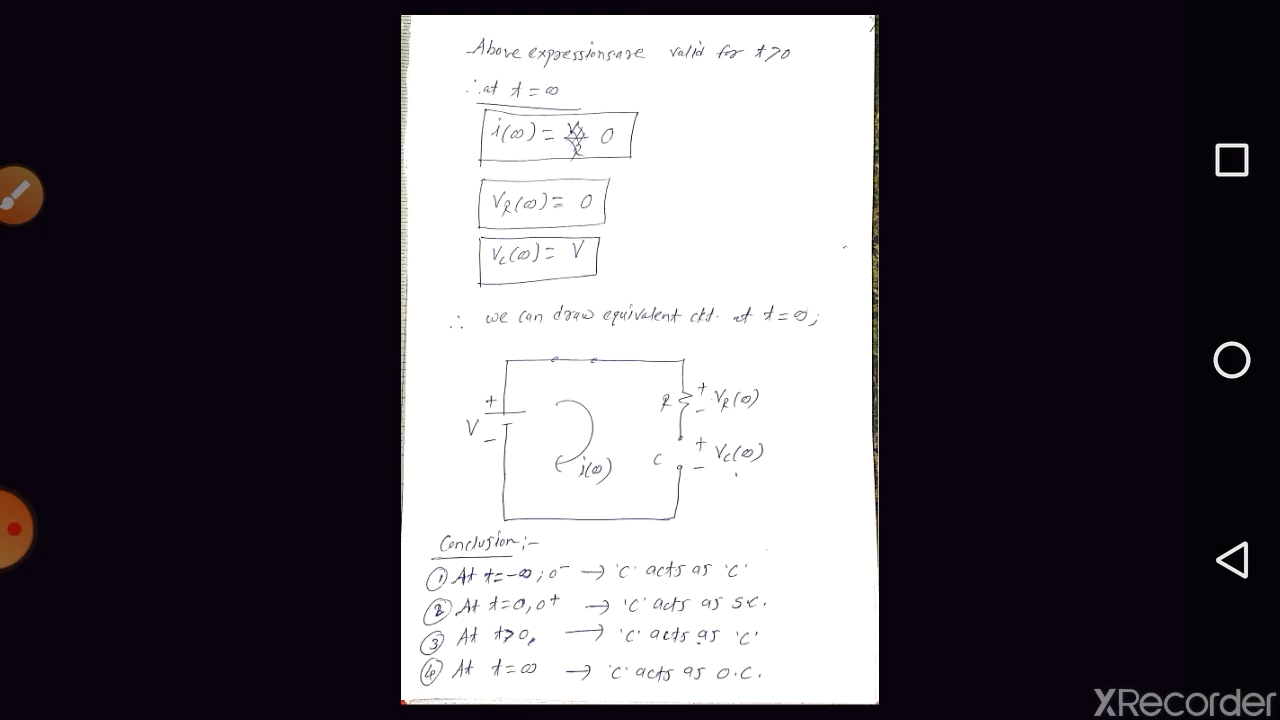 Above expressions are valid for t>0
∴ at t = ∞
i(∞) = 0
V_R(∞) = 0
V_C(∞) = V
∴ we can draw equivalent ckt. at t = ∞;
+
V
-
i(∞)
R + V_R(∞)
-
C + V_C(∞)
-
Conclusion :-
① At t=-∞, 0⁻ → 'C' acts as 'C'
② At t=0, 0⁺ → 'C' acts as S.C.
③ At t>0, → 'C' acts as 'C'
④ At t=∞ → 'C' acts as O.C.
XRecorder